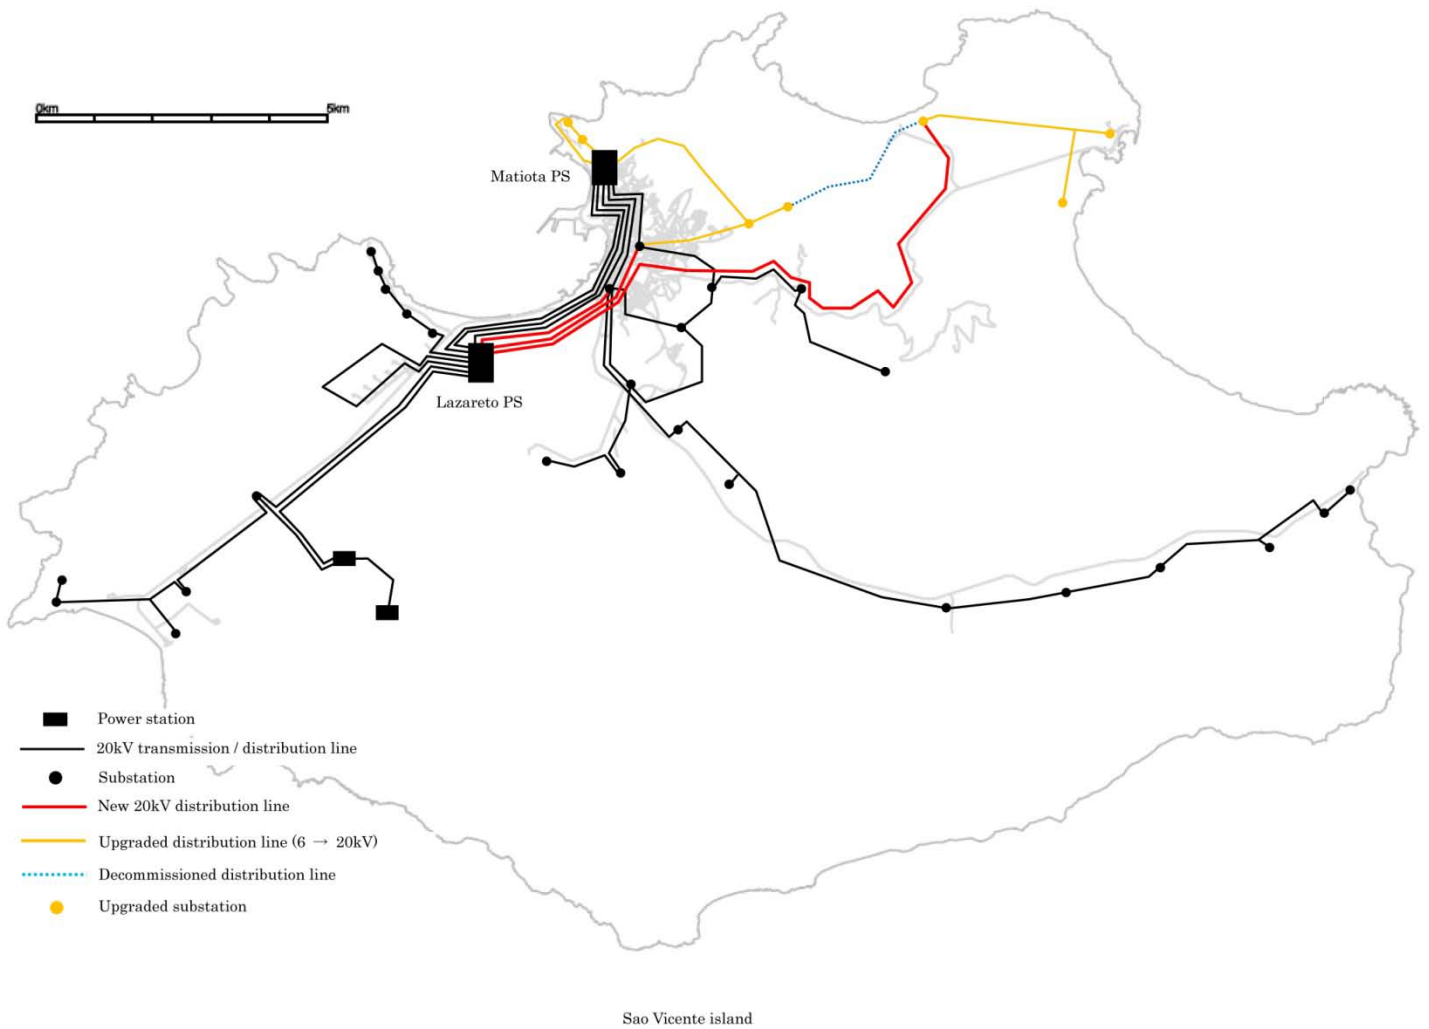 0km 5km
Matiota PS
Lazareto PS
Power station
20kV transmission / distribution line
Substation
New 20kV distribution line
Upgraded distribution line (6 → 20kV)
Decommissioned distribution line
Upgraded substation
Sao Vicente island